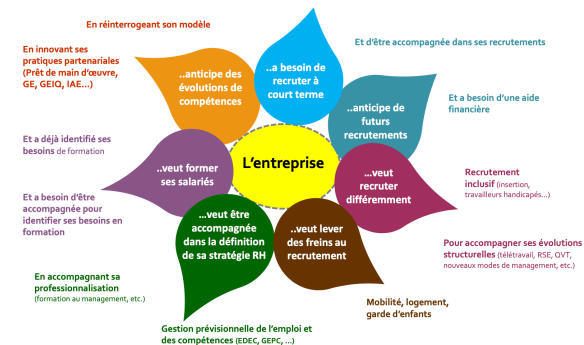 En réinterrogeant son modèle
En innovant ses
pratiques partenariales
(Prêt de main d'œuvre,
GE, GEIQ, IAE...)
..anticipe des
évolutions de
compétences
..a besoin de
recruter à
court terme
Et d'être accompagnée dans ses recrutements
..anticipe de
futurs
recrutements
Et a besoin d'une aide
financière
Et a déjà identifié ses
besoins de formation
..veut former
ses salariés
L'entreprise
...veut
recruter
différemment
Recrutement
inclusif (insertion,
travailleurs handicapés...)
Et a besoin d'être
accompagnée pour
identifier ses besoins en
formation
...veut être
accompagnée
dans la définition
de sa stratégie RH
...veut lever
des freins au
recrutement
Pour accompagner ses évolutions
structurelles (télétravail, RSE, QVT,
nouveaux modes de management, etc.)
En accompagnant sa
professionnalisation
(formation au management, etc.)
Mobilité, logement,
garde d'enfants
Gestion prévisionnelle de l'emploi et
des compétences (EDEC, GEPC, ...)